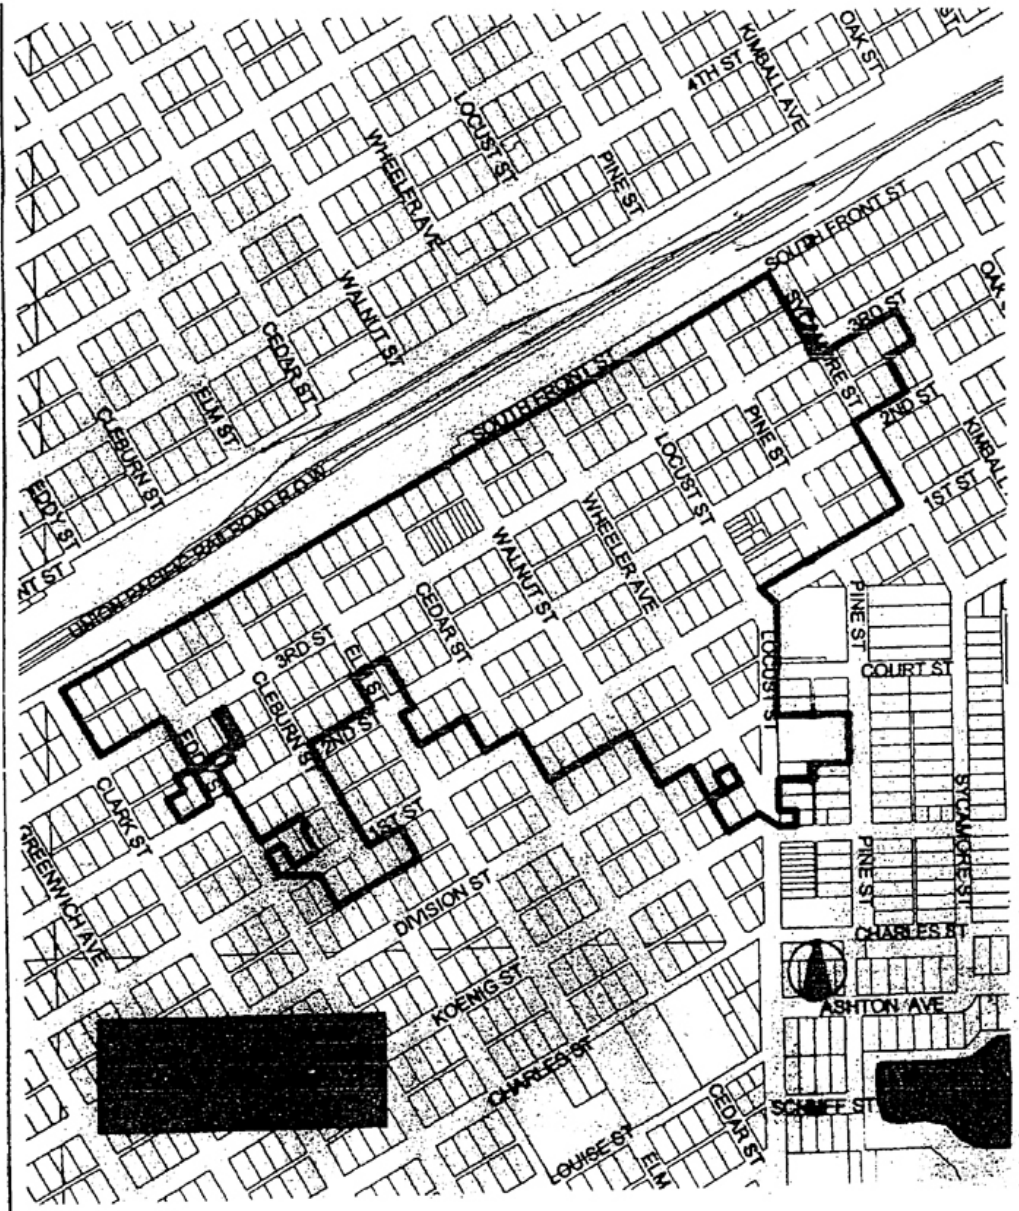 OAK ST
KIMBALL AVE
4TH ST
LOCUST ST
WHEELER AVE
PINE ST
SOUTH FRONT ST
WALNUT ST
CEDAR ST
ELM ST
CLEBURN ST
EDDY ST
NT ST
UNION PACIFIC RAILROAD R.O.W.
SOUTH FRONT ST
SYCAMORE ST
3RD ST
OAK
2ND ST
KIMBALL
1ST ST
PINE ST
LOCUST ST
WHEELER AVE
WALNUT ST
CEDAR ST
3RD ST
ELM ST
CLEBURN ST
2ND ST
EDDY ST
1ST ST
CLARK ST
GREENWICH AVE
DIVISION ST
KOENIG ST
CHARLES ST
LOUISE ST
ELM
CEDAR ST
LOCUST S
PINE ST
COURT ST
SYCAMORE ST
PINE ST
CHARLES ST
ASHTON AVE